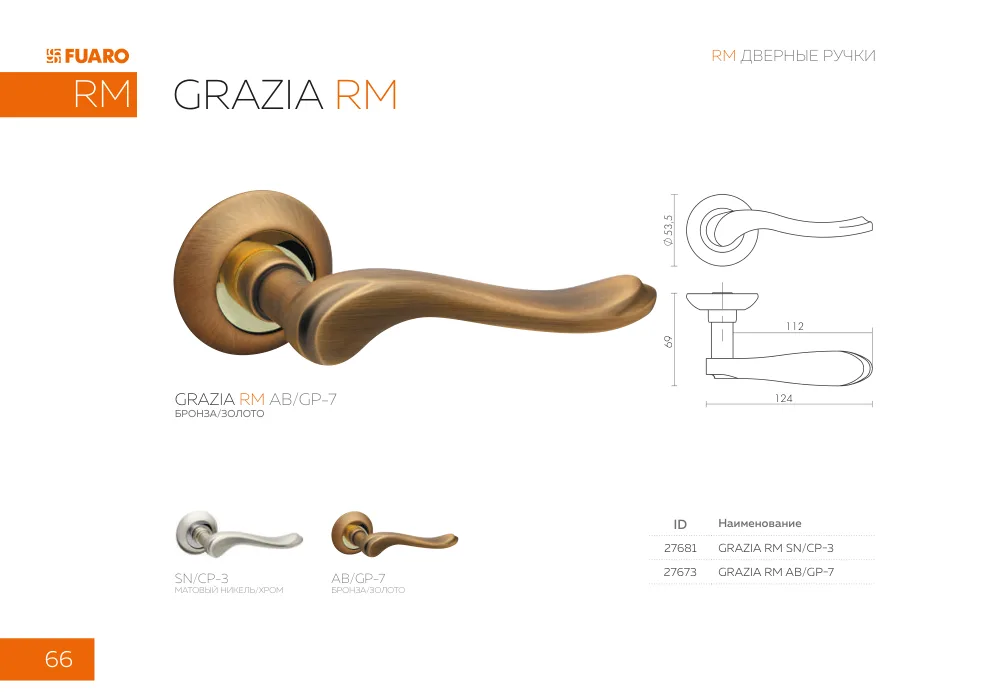 FUARO
RM ДВЕРНЫЕ РУЧКИ
RM
GRAZIA RM
Ø53,5
69
112
124
GRAZIA RM AB/GP-7
БРОНЗА/ЗОЛОТО
SN/CP-3
МАТОВЫЙ НИКЕЛЬ/ХРОМ
AB/GP-7
БРОНЗА/ЗОЛОТО
ID Наименование
27681 GRAZIA RM SN/CP-3
27673 GRAZIA RM AB/GP-7
66